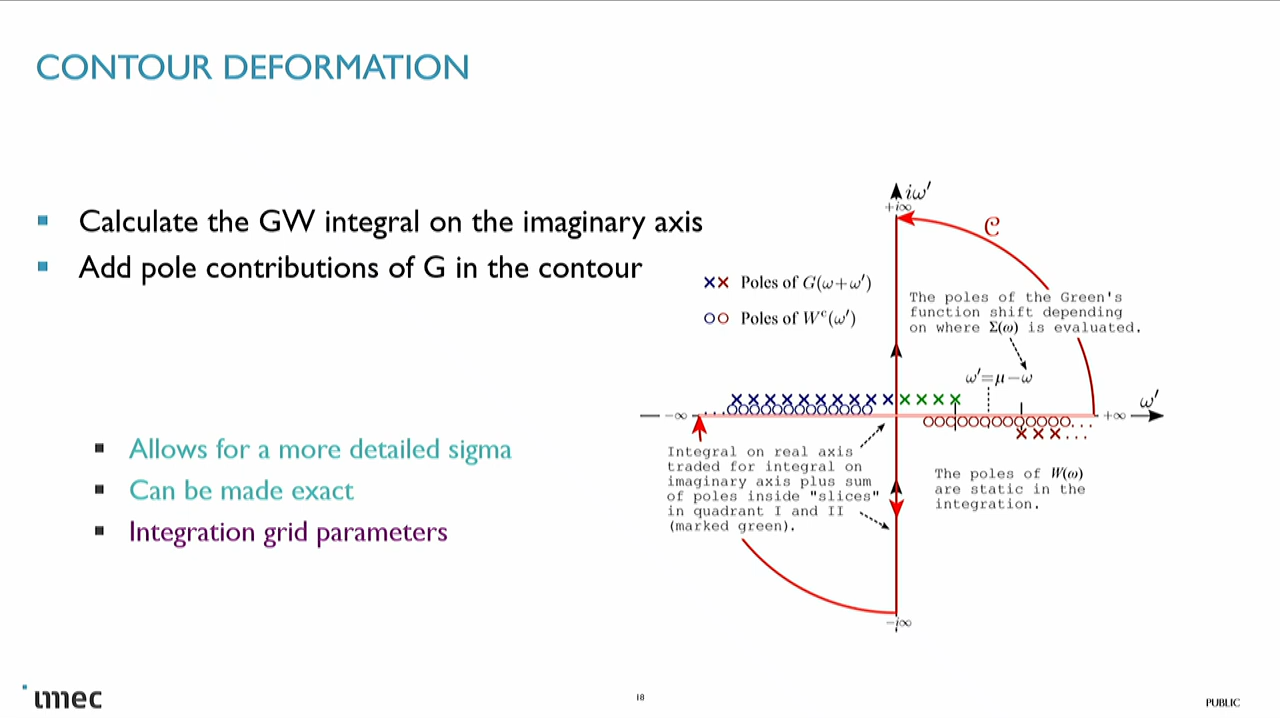 CONTOUR DEFORMATION
Calculate the GW integral on the imaginary axis
Add pole contributions of G in the contour
Allows for a more detailed sigma
Can be made exact
Integration grid parameters
iω′
+i∞
𝒞
×× Poles of G(ω+ω′)
○○ Poles of Wᶜ(ω′)
The poles of the Green's
function shift depending
on where Σ(ω) is evaluated.
ω′=μ−ω
ω′
−∞
+∞
Integral on real axis
traded for integral on
imaginary axis plus sum
of poles inside "slices"
in quadrant I and II
(marked green).
The poles of W(ω)
are static in the
integration.
−i∞
imec
18
PUBLIC